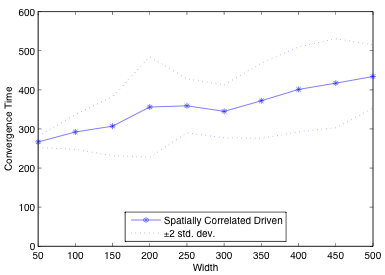 600
500
400
300
200
100
0
Convergence Time
50 100 150 200 250 300 350 400 450 500
Width
Spatially Correlated Driven
±2 std. dev.